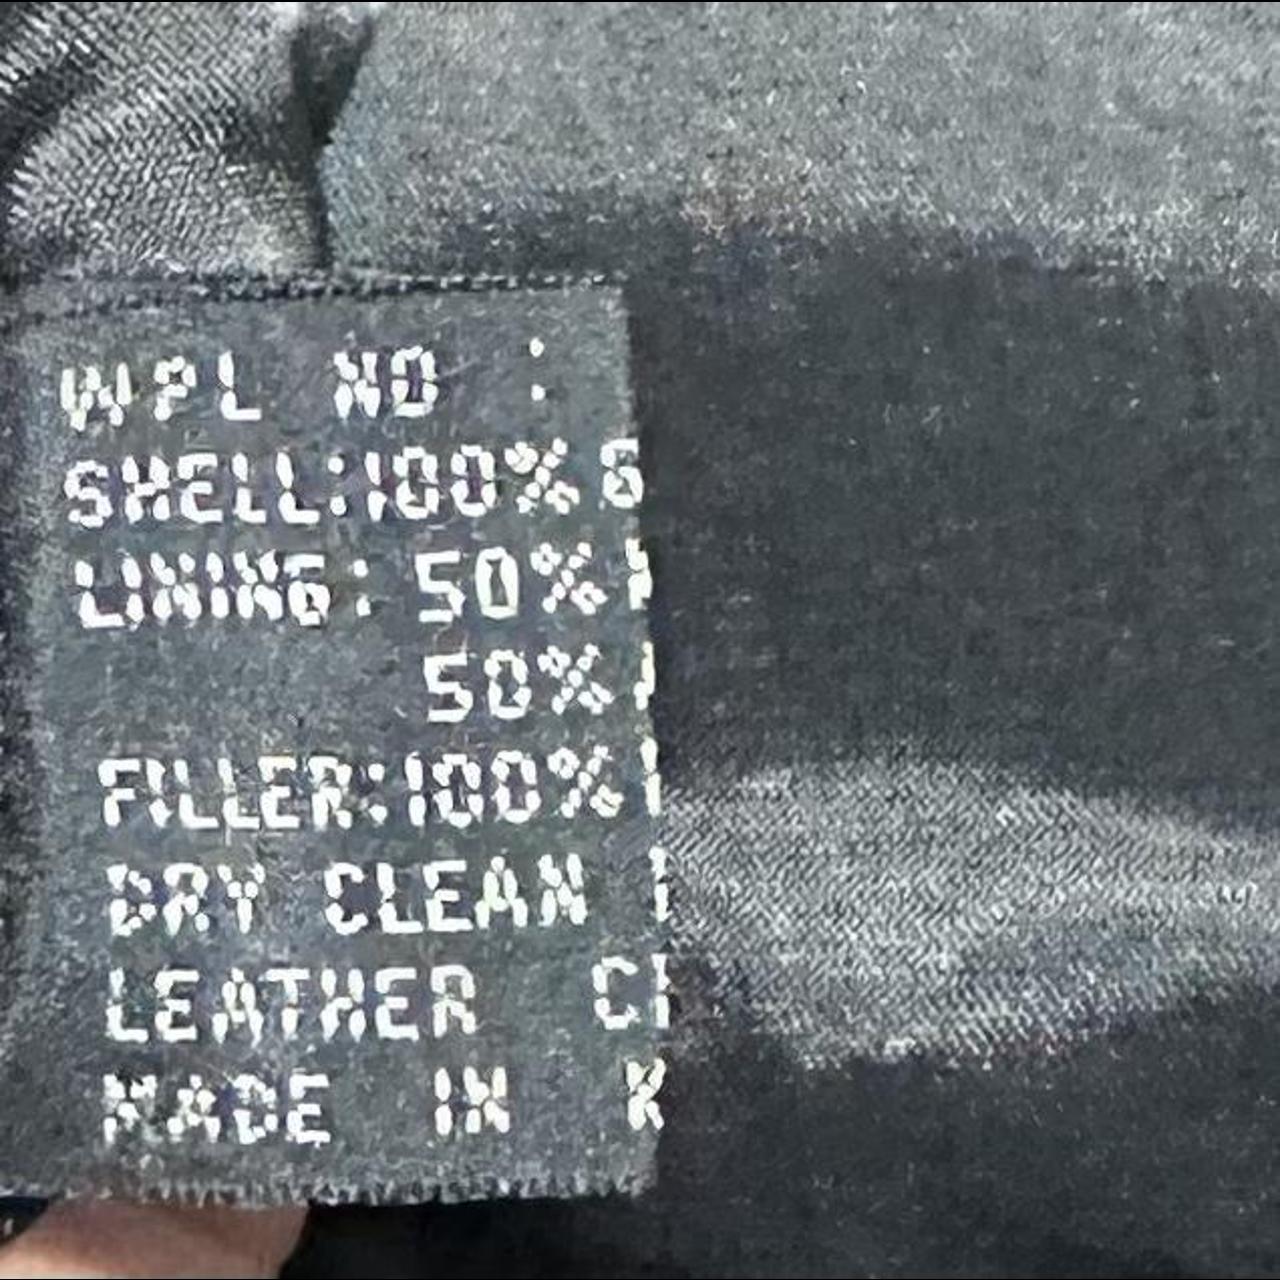 WPL NO :
SHELL:100%
LINING: 50%
50%
FILLER:100%
DRY CLEAN
LEATHER
MADE IN